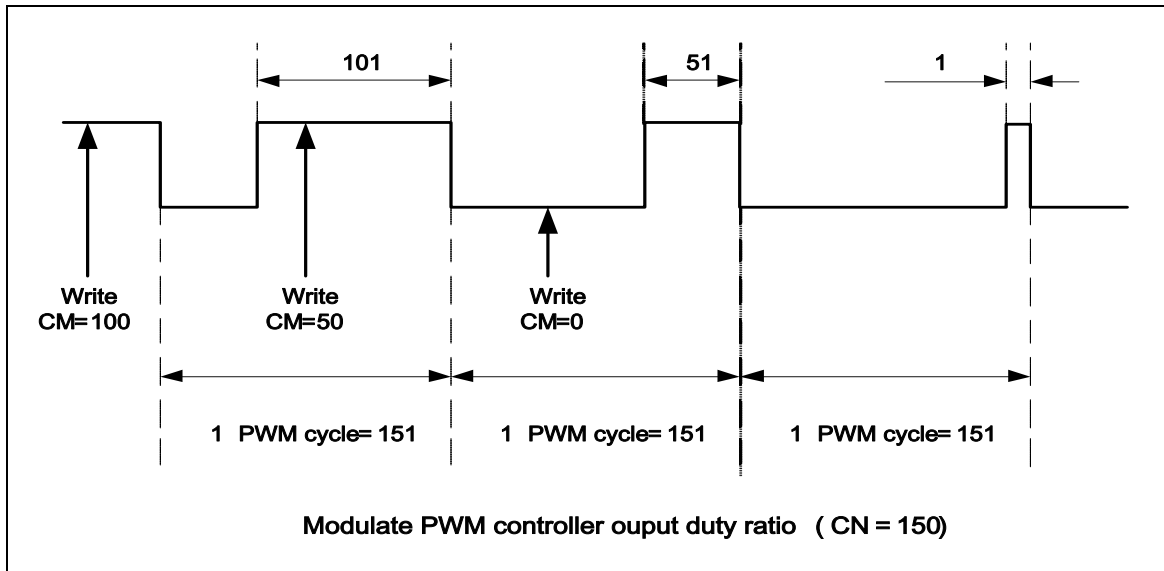 101
51
1
Write
CM=100
Write
CM=50
Write
CM=0
1 PWM cycle= 151
1 PWM cycle= 151
1 PWM cycle= 151
Modulate PWM controller ouput duty ratio ( CN = 150)